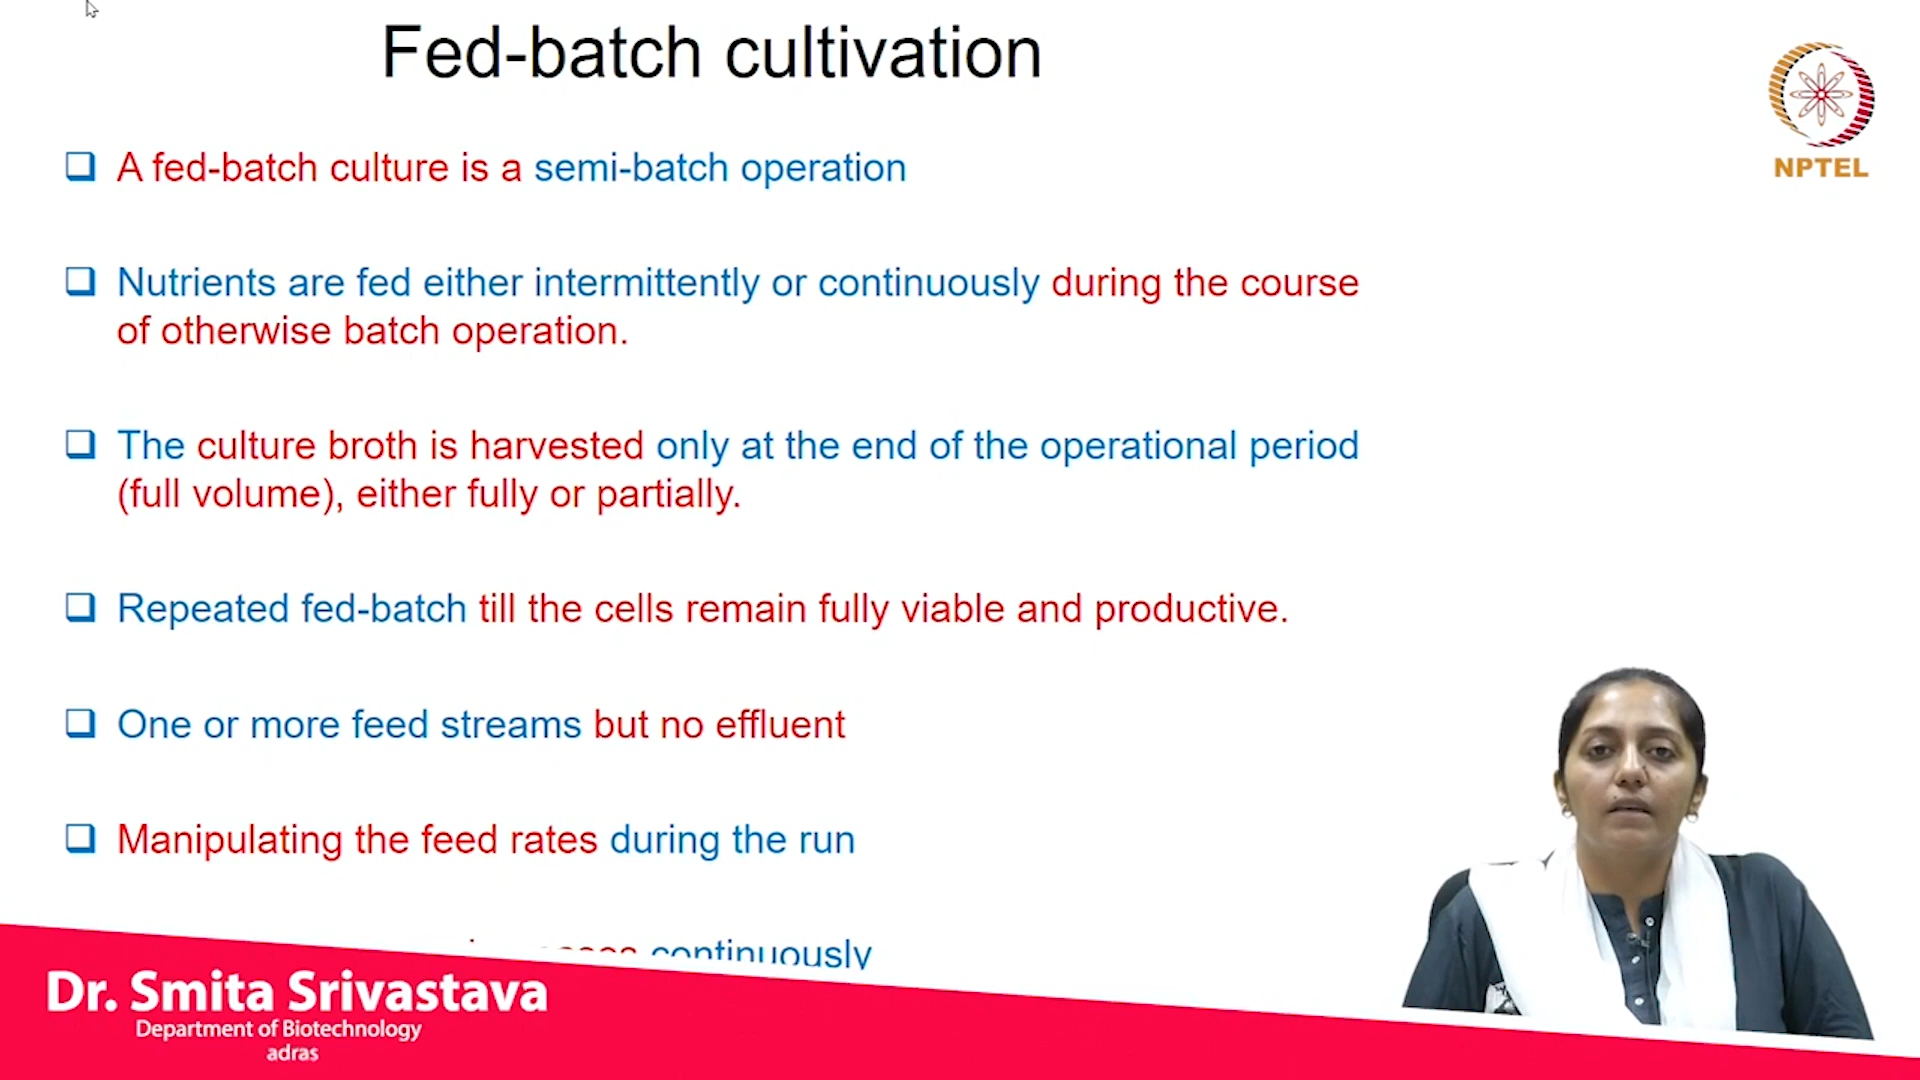 Fed-batch cultivation
NPTEL
A fed-batch culture is a semi-batch operation
Nutrients are fed either intermittently or continuously during the course
of otherwise batch operation.
The culture broth is harvested only at the end of the operational period
(full volume), either fully or partially.
Repeated fed-batch till the cells remain fully viable and productive.
One or more feed streams but no effluent
Manipulating the feed rates during the run
continuously
Dr. Smita Srivastava
Department of Biotechnology
adras